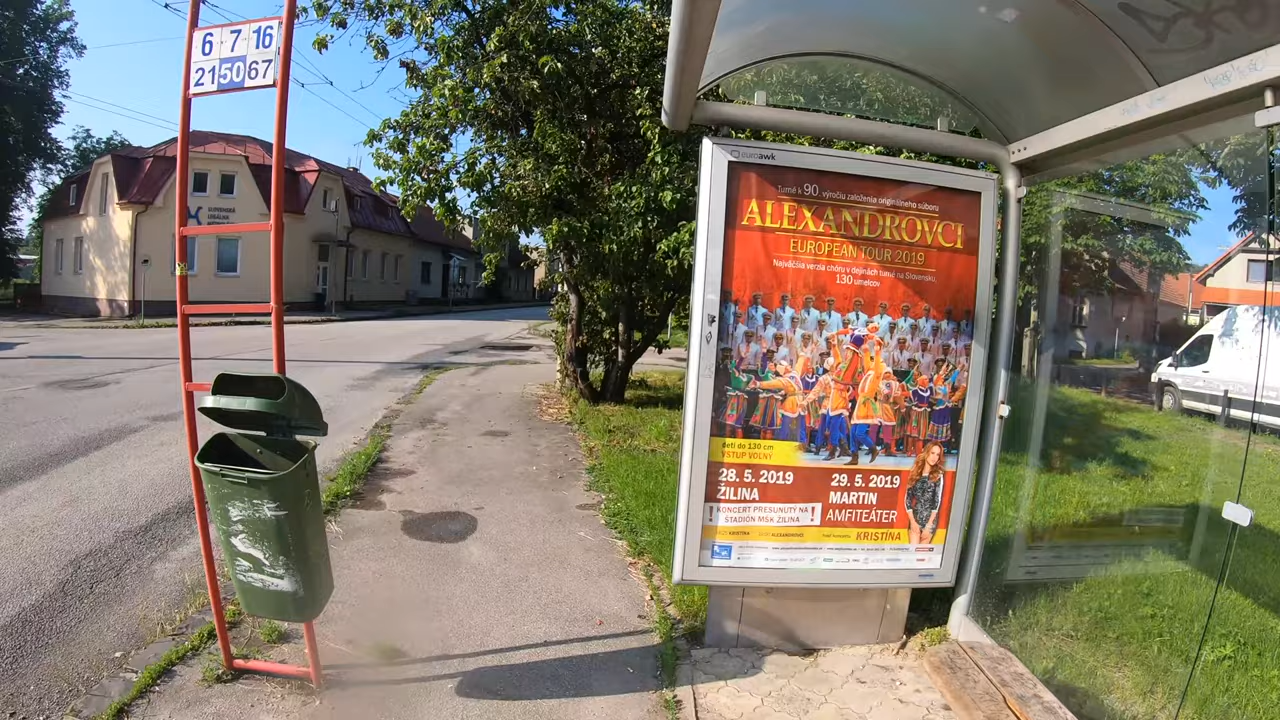 6 7 16
21 50 67
SLOVENSKÁ
LEGÁLNA
euroawk
Turné k 90. výročiu založenia originálneho súboru
ALEXANDROVCI
EUROPEAN TOUR 2019
Najväčšia verzia chóru v dejinách turné na Slovensku,
130 umelcov
deti do 130 cm
VSTUP VOĽNÝ
28. 5. 2019
ŽILINA
! KONCERT PRESUNUTÝ NA !
ŠTADIÓN MŠK ŽILINA
29. 5. 2019
MARTIN
AMFITEÁTER
KRISTÍNA